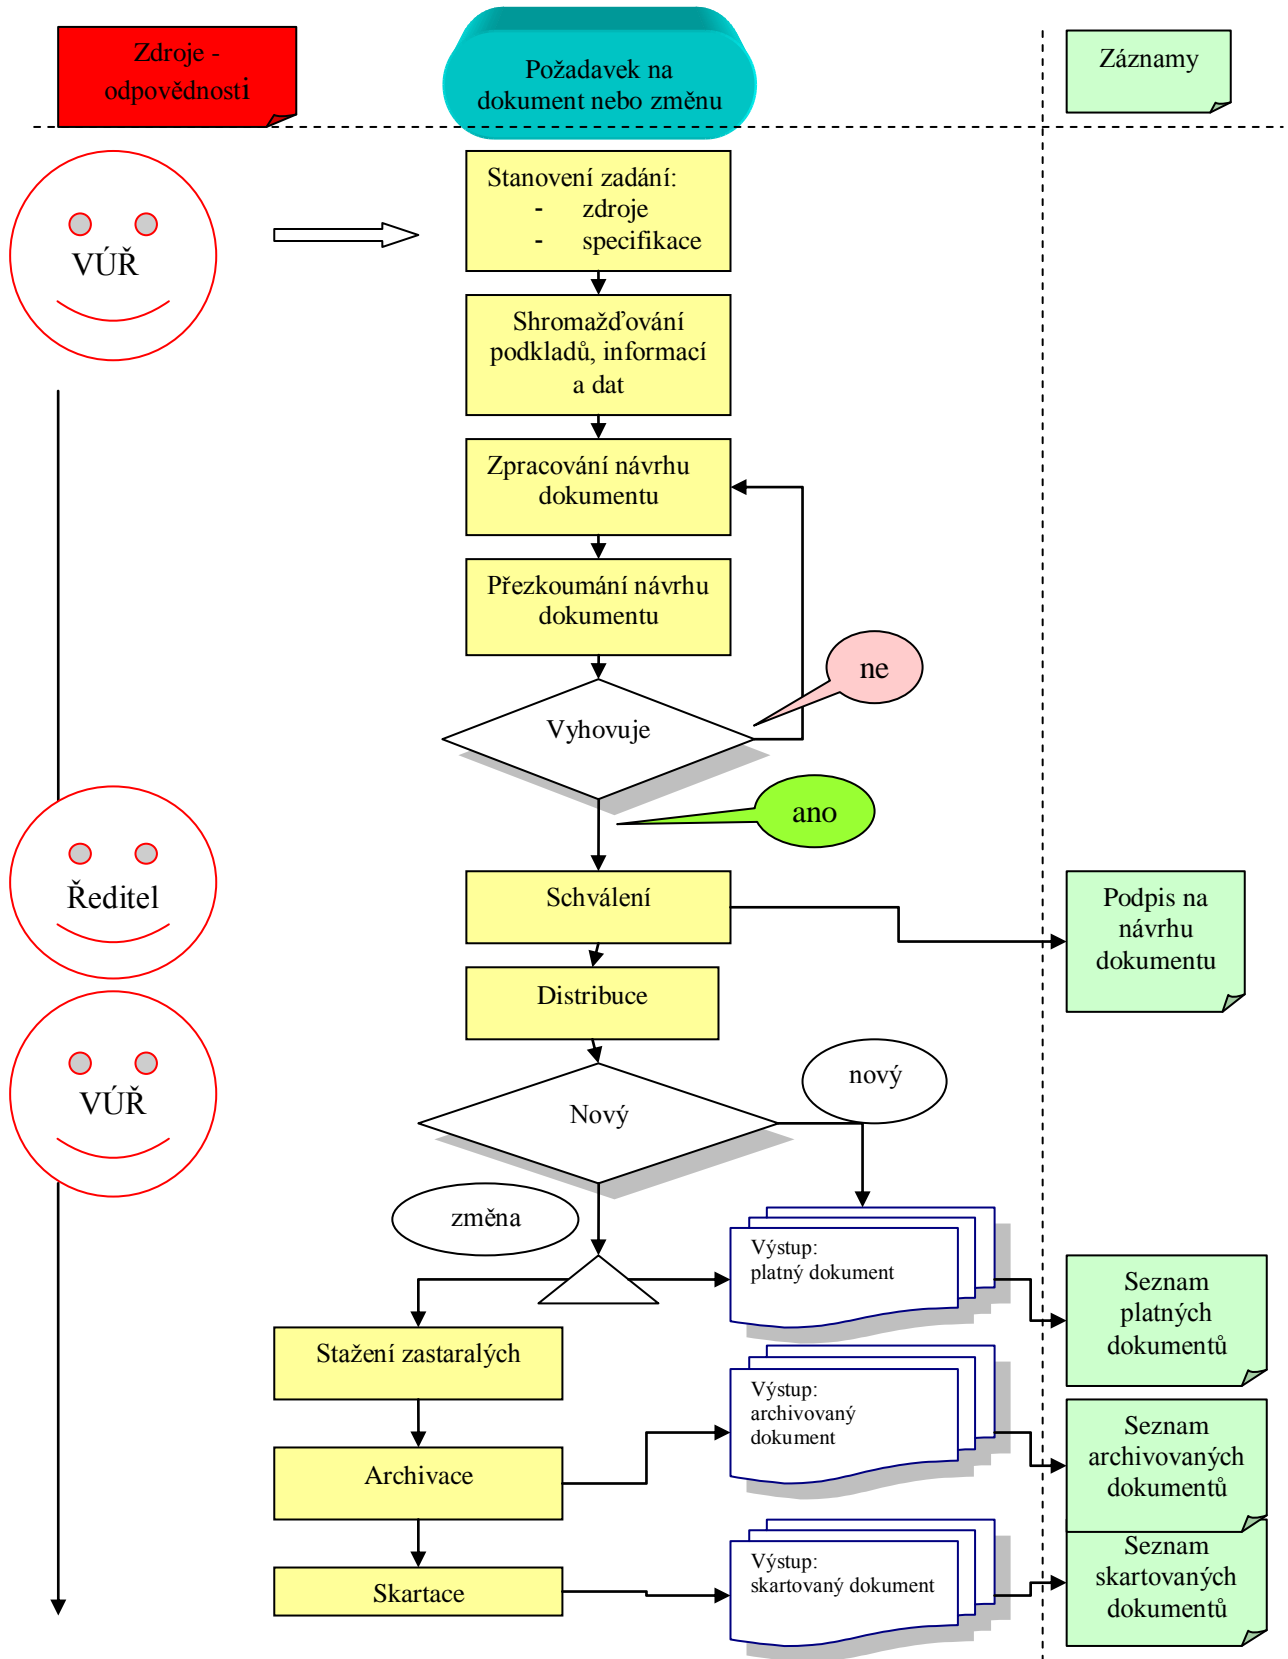 Zdroje -
odpovědnosti
Požadavek na
dokument nebo změnu
Záznamy
VÚŘ
Stanovení zadání:
- zdroje
- specifikace
Shromažďování
podkladů, informací
a dat
Zpracování návrhu
dokumentu
Přezkoumání návrhu
dokumentu
ne
Vyhovuje
ano
Ředitel
Schválení
Podpis na
návrhu
dokumentu
Distribuce
VÚŘ
nový
Nový
změna
Výstup:
platný dokument
Seznam
platných
dokumentů
Stažení zastaralých
Výstup:
archivovaný
dokument
Seznam
archivovaných
dokumentů
Archivace
Výstup:
skartovaný dokument
Seznam
skartovaných
dokumentů
Skartace